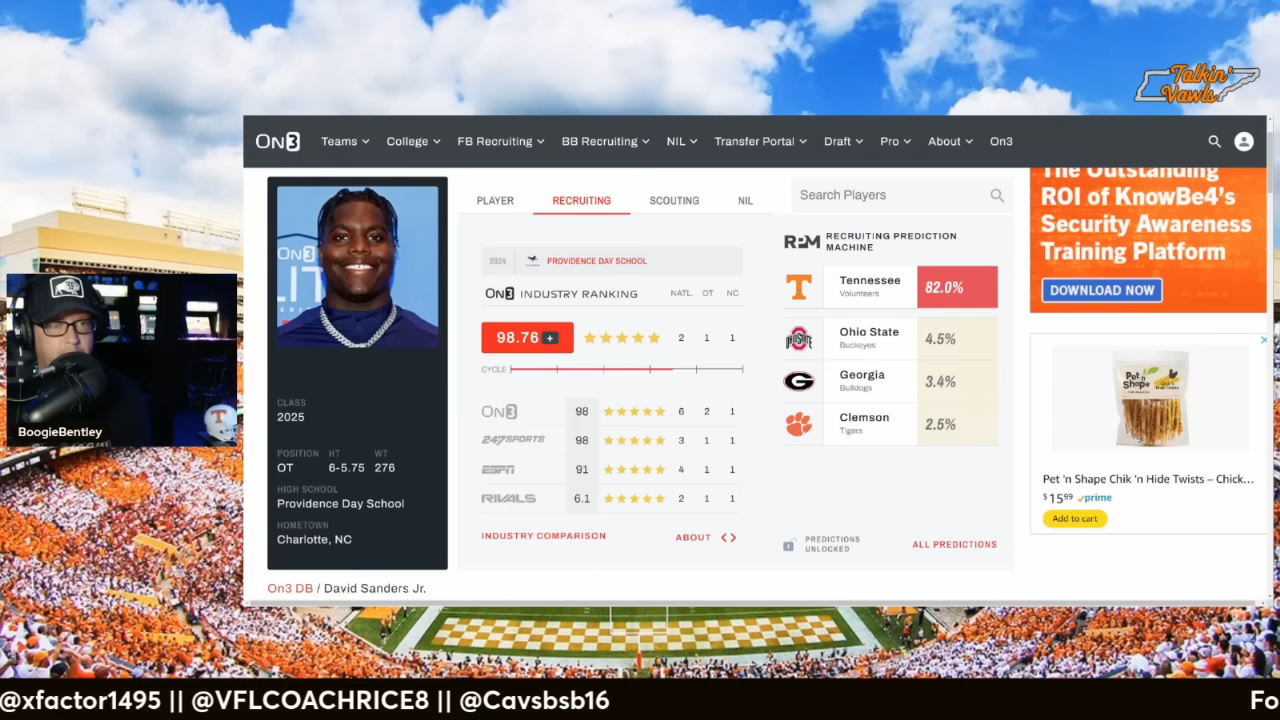 Talkin'
Vawls
ON3 Teams College FB Recruiting BB Recruiting NIL Transfer Portal Draft Pro About On3
PLAYER RECRUITING SCOUTING NIL
Search Players
2024 PROVIDENCE DAY SCHOOL
ON3 INDUSTRY RANKING NATL. OT NC
98.76 + 2 1 1
CYCLE
ON3 98 6 2 1
247SPORTS 98 3 1 1
ESPN 91 4 1 1
RIVALS 6.1 2 1 1
INDUSTRY COMPARISON ABOUT
RPM RECRUITING PREDICTION
MACHINE
T Tennessee
Volunteers
82.0%
OHIO STATE Ohio State
Buckeyes
4.5%
G Georgia
Bulldogs
3.4%
Clemson
Tigers
2.5%
PREDICTIONS
UNLOCKED
ALL PREDICTIONS
On3
LIT
CLASS
2025
POSITION HT WT
OT 6-5.75 276
HIGH SCHOOL
Providence Day School
HOMETOWN
Charlotte, NC
On3 DB / David Sanders Jr.
The Outstanding
ROI of KnowBe4's
Security Awareness
Training Platform
DOWNLOAD NOW
Pet 'n
Shape
Pet 'n Shape Chik 'n Hide Twists – Chick...
$15.99 prime
Add to cart
T
BoogieBentley
@xfactor1495 || @VFLCOACHRICE8 || @Cavsbsb16 Fo